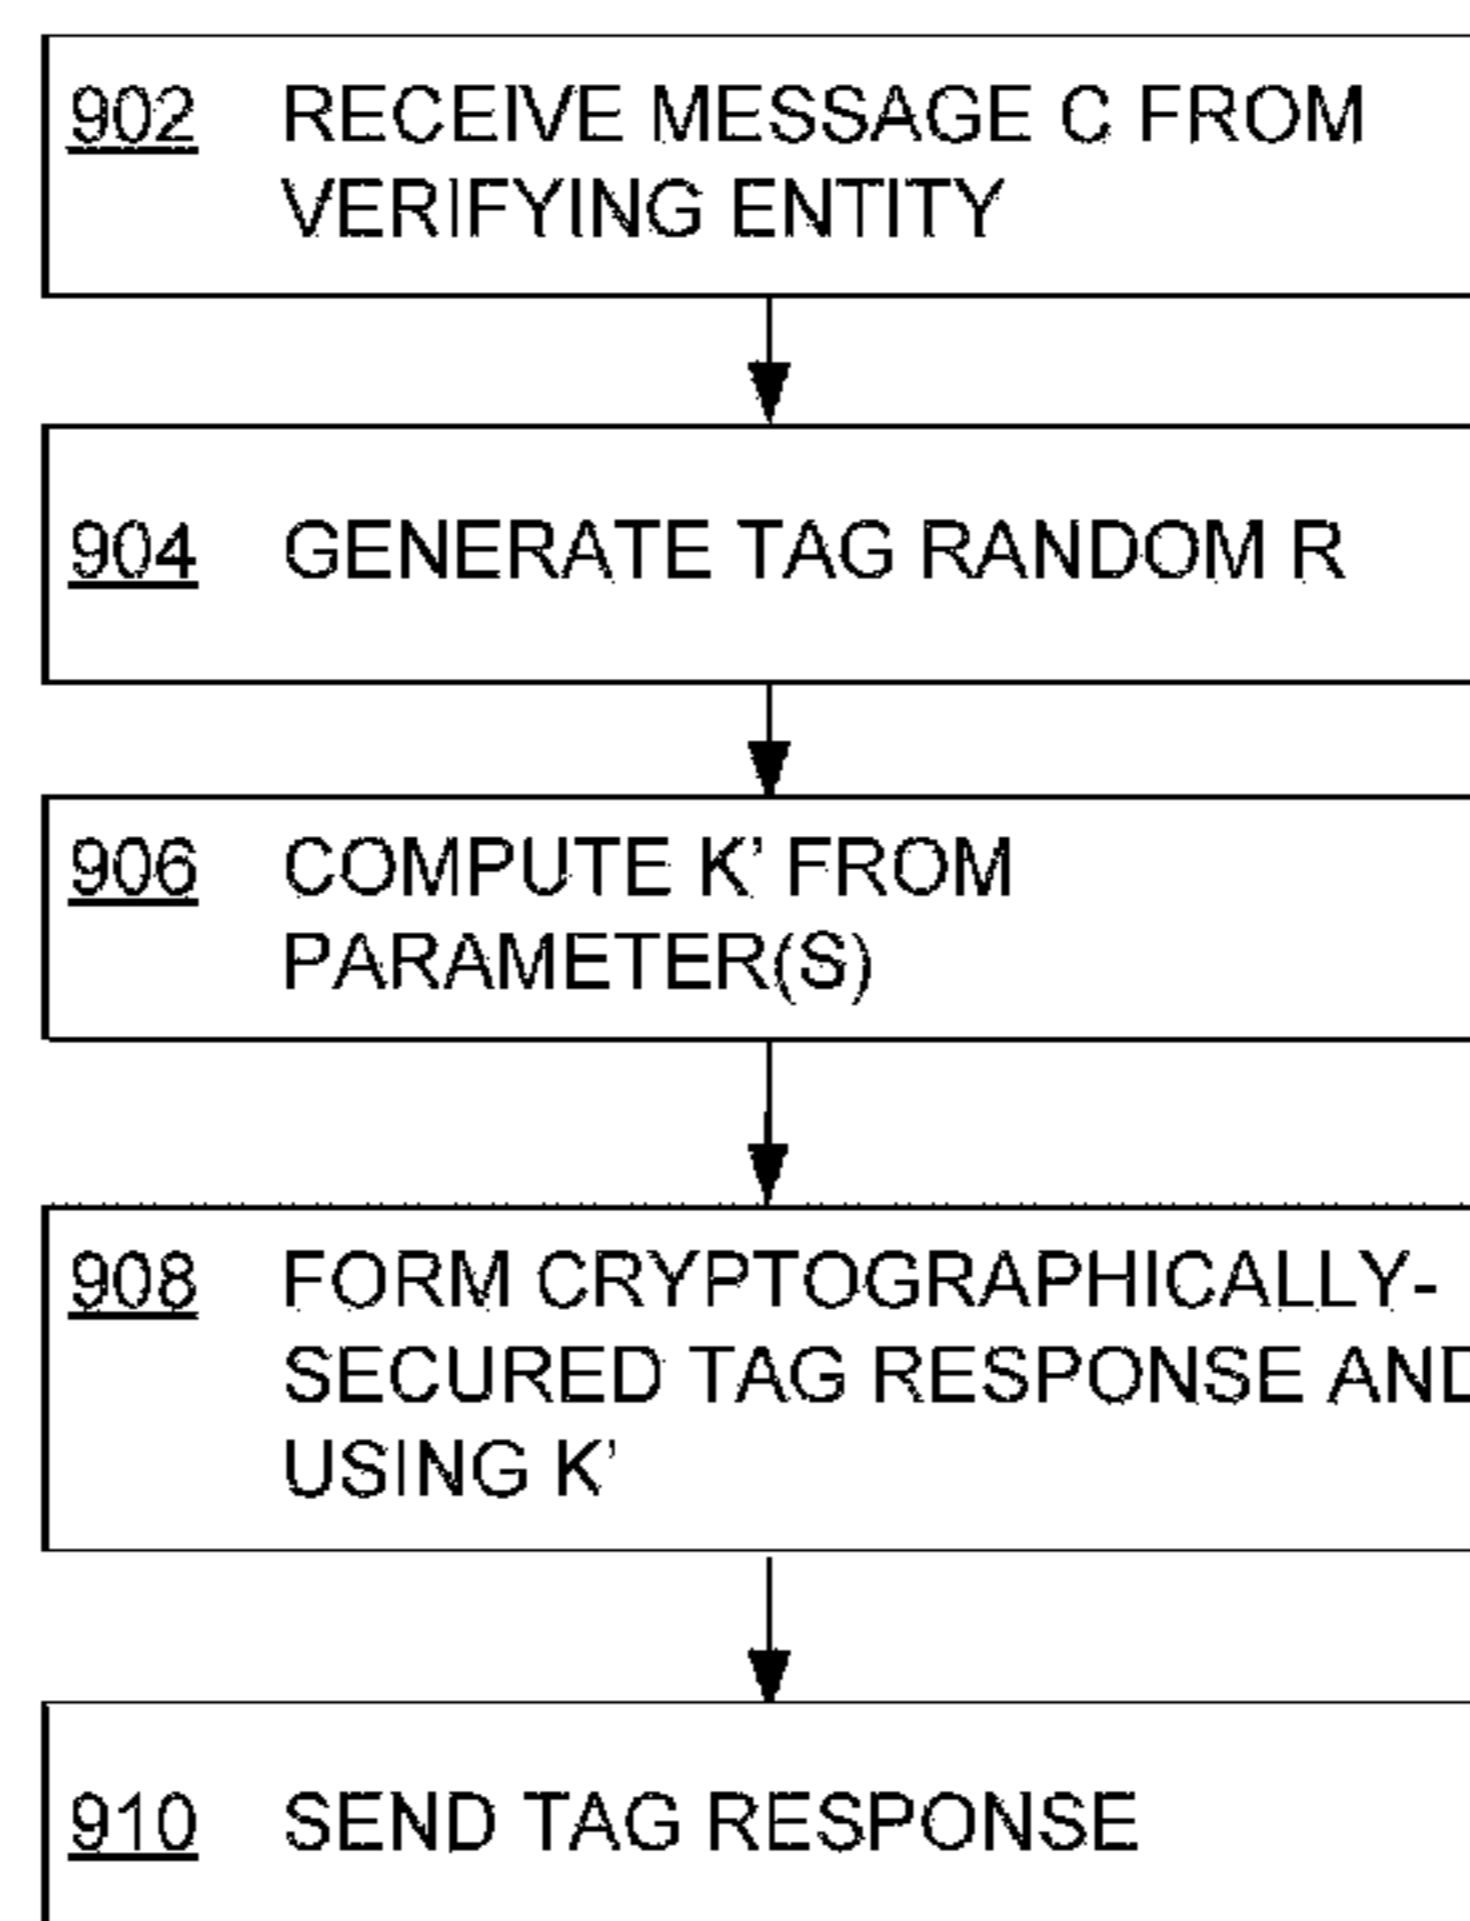 902 RECEIVE MESSAGE C FROM
VERIFYING ENTITY
904 GENERATE TAG RANDOM R
906 COMPUTE K’ FROM
PARAMETER(S)
908 FORM CRYPTOGRAPHICALLY-
SECURED TAG RESPONSE AND
USING K’
910 SEND TAG RESPONSE